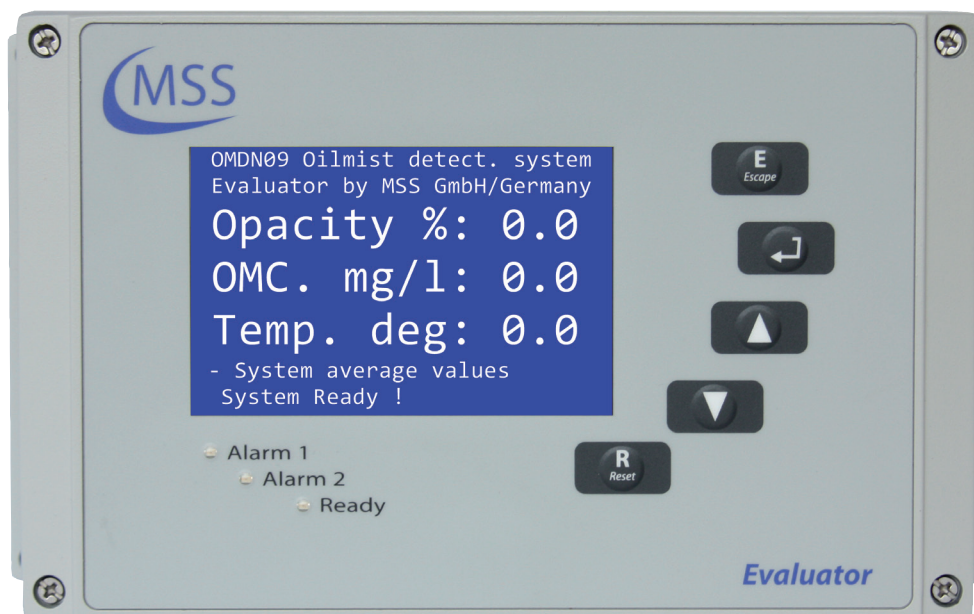 MSS
OMDN09 Oilmist detect. system
Evaluator by MSS GmbH/Germany
Opacity %: 0.0
OMC. mg/l: 0.0
Temp. deg: 0.0
- System average values
System Ready !
E
Escape
R
Reset
Alarm 1
Alarm 2
Ready
Evaluator